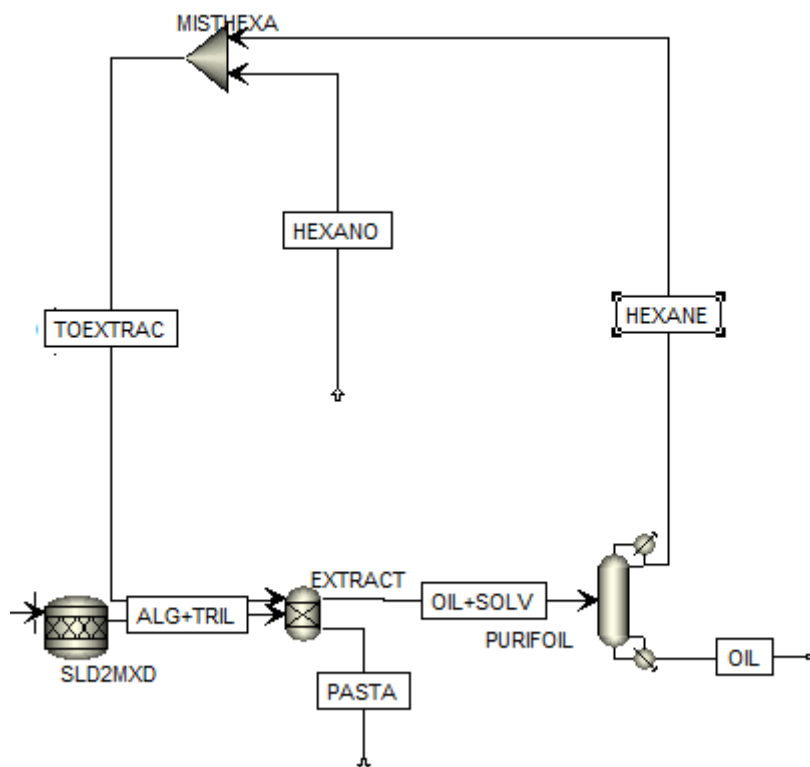 MISTHEXA
HEXANO
TOEXTRAC
HEXANE
EXTRACT
ALG+TRIL
OIL+SOLV
PURIFOIL
SLD2MXD
PASTA
OIL